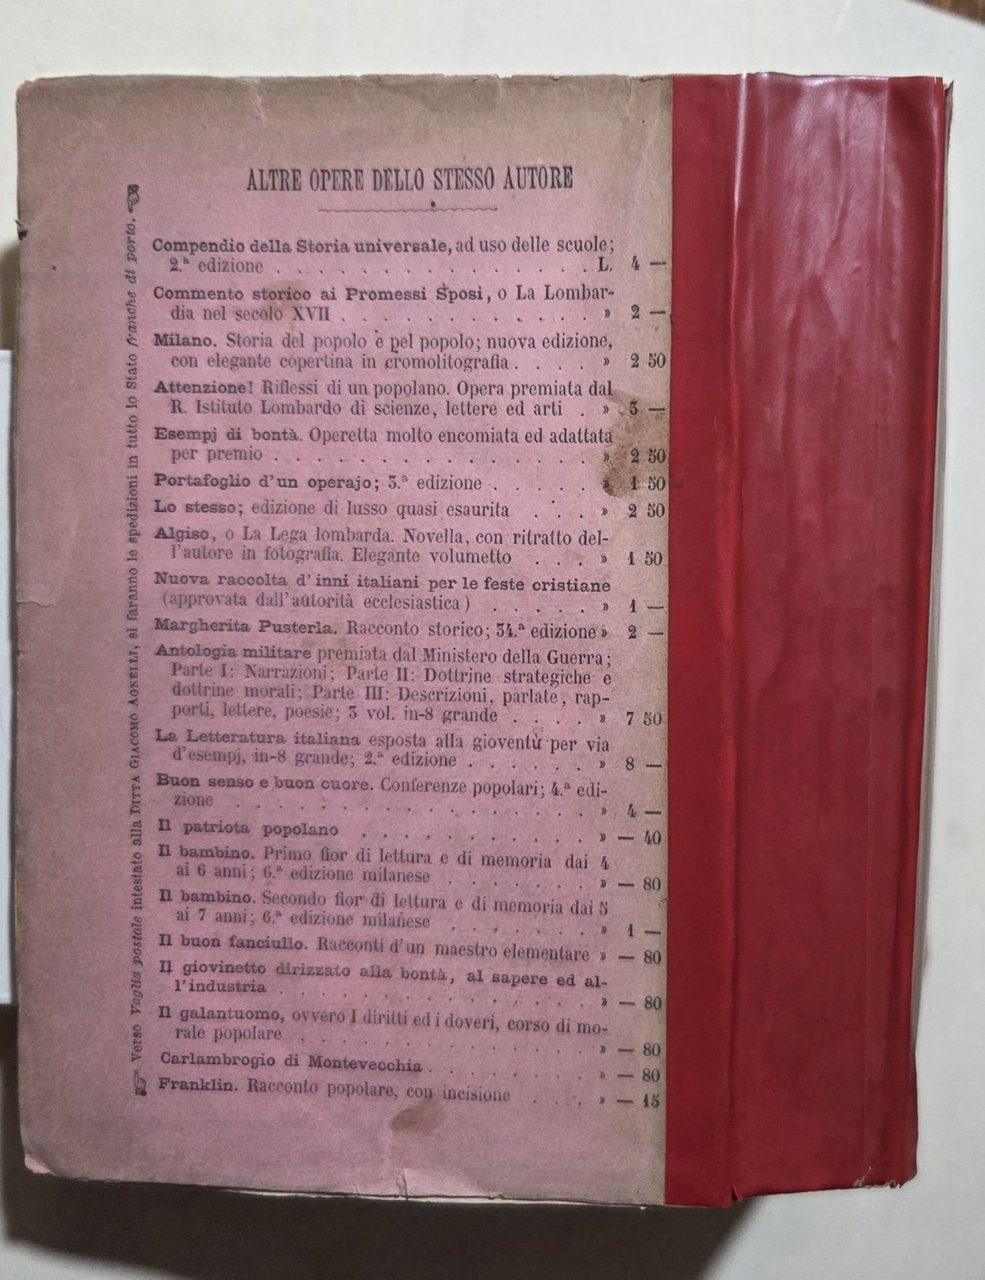 ALTRE OPERE DELLO STESSO AUTORE
Compendio della Storia universale, ad uso delle scuole;
2.ª edizione . . . . . . . . . . . . . . . . L. 4 —
Commento storico ai Promessi Sposi, o La Lombar-
dia nel secolo XVII . . . . . . . . . . . . » 2 —
Milano. Storia del popolo e pel popolo; nuova edizione,
con elegante copertina in cromolitografia . . . . » 2 50
Attenzione! Riflessi di un popolano. Opera premiata dal
R. Istituto Lombardo di scienze, lettere ed arti . » 3 —
Esempj di bontà. Operetta molto encomiata ed adattata
per premio . . . . . . . . . . . . . . . » 2 50
Portafoglio d'un operajo; 3.ª edizione . . . . . » 1 50
Lo stesso; edizione di lusso quasi esaurita . . . » 2 50
Algiso, o La Lega lombarda. Novella, con ritratto del-
l'autore in fotografia. Elegante volumetto . . . » 1 50
Nuova raccolta d'inni italiani per le feste cristiane
(approvata dall'autorità ecclesiastica) . . . . . » 1 —
Margherita Pusterla. Racconto storico; 34.ª edizione » 2 —
Antologia militare premiata dal Ministero della Guerra;
Parte I: Narrazioni; Parte II: Dottrine strategiche e
dottrine morali; Parte III: Descrizioni, parlate, rap-
porti, lettere, poesie; 3 vol. in-8 grande . . . . » 7 50
La Letteratura italiana esposta alla gioventù per via
d'esempj, in-8 grande; 2.ª edizione . . . . . . » 8 —
Buon senso e buon cuore. Conferenze popolari; 4.ª edi-
zione . . . . . . . . . . . . . . . . . » 4 —
Il patriota popolano . . . . . . . . . . . » — 40
Il bambino. Primo fior di lettura e di memoria dai 4
ai 6 anni; 6.ª edizione milanese . . . . . . » — 80
Il bambino. Secondo fior di lettura e di memoria dai 5
ai 7 anni; 6.ª edizione milanese . . . . . . » 1 —
Il buon fanciullo. Racconti d'un maestro elementare » — 80
Il giovinetto dirizzato alla bontà, al sapere ed al-
l'industria . . . . . . . . . . . . . . . » — 80
Il galantuomo, ovvero I diritti ed i doveri, corso di mo-
rale popolare . . . . . . . . . . . . . » — 80
Carlambrogio di Montevecchia . . . . . . . . » — 80
Franklin. Racconto popolare, con incisione . . . . » — 15
☞ Verso Vaglia postale intestato alla DITTA GIACOMO AGNELLI, si faranno le spedizioni in tutto lo Stato franche di porto. ☜